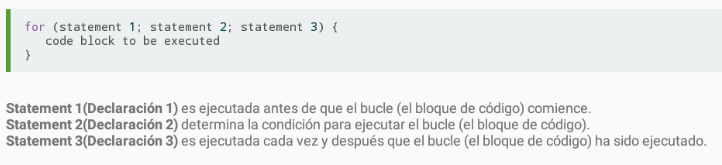 for (statement 1; statement 2; statement 3) {
code block to be executed
}
Statement 1(Declaración 1) es ejecutada antes de que el bucle (el bloque de código) comience.
Statement 2(Declaración 2) determina la condición para ejecutar el bucle (el bloque de código).
Statement 3(Declaración 3) es ejecutada cada vez y después que el bucle (el bloque de código) ha sido ejecutado.